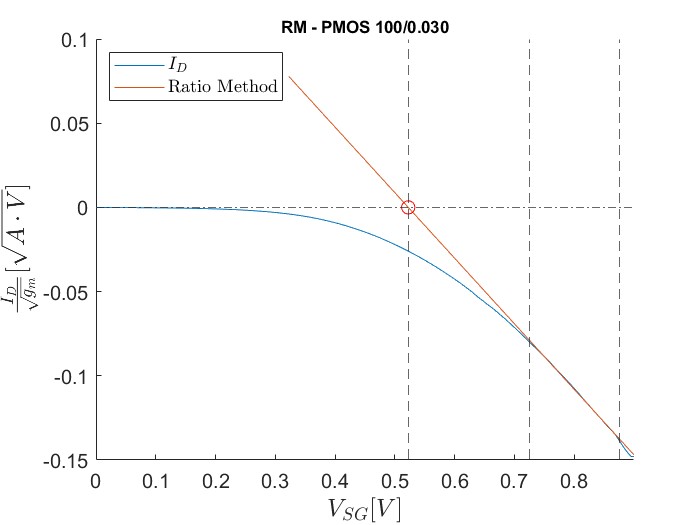 RM - PMOS 100/0.030
0.1
I_D
Ratio Method
0.05
0
-0.05
-0.1
-0.15
I_D/√g_m [√A · V]
0 0.1 0.2 0.3 0.4 0.5 0.6 0.7 0.8
V_SG[V]